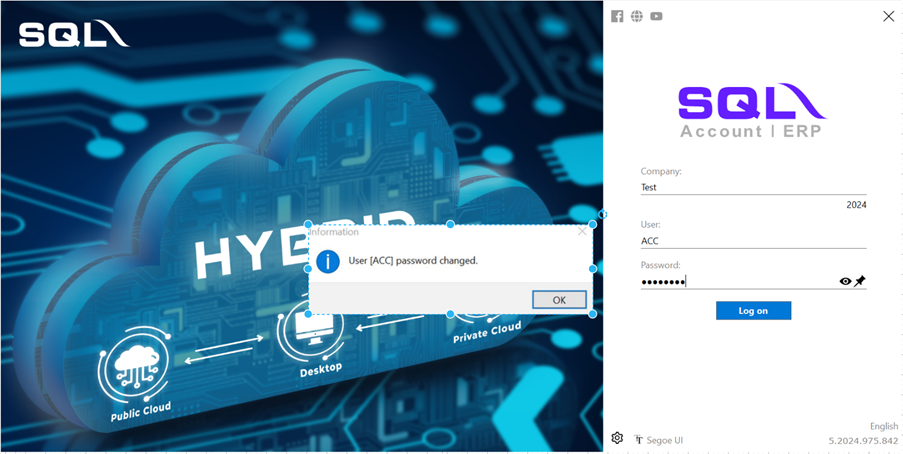 SQL
HYBRID
Information
User [ACC] password changed.
OK
Public Cloud
Desktop
Private Cloud
SQL
Account | ERP
Company:
Test
2024
User:
ACC
Password:
●●●●●●●●
Log on
English
Segoe UI
5.2024.975.842